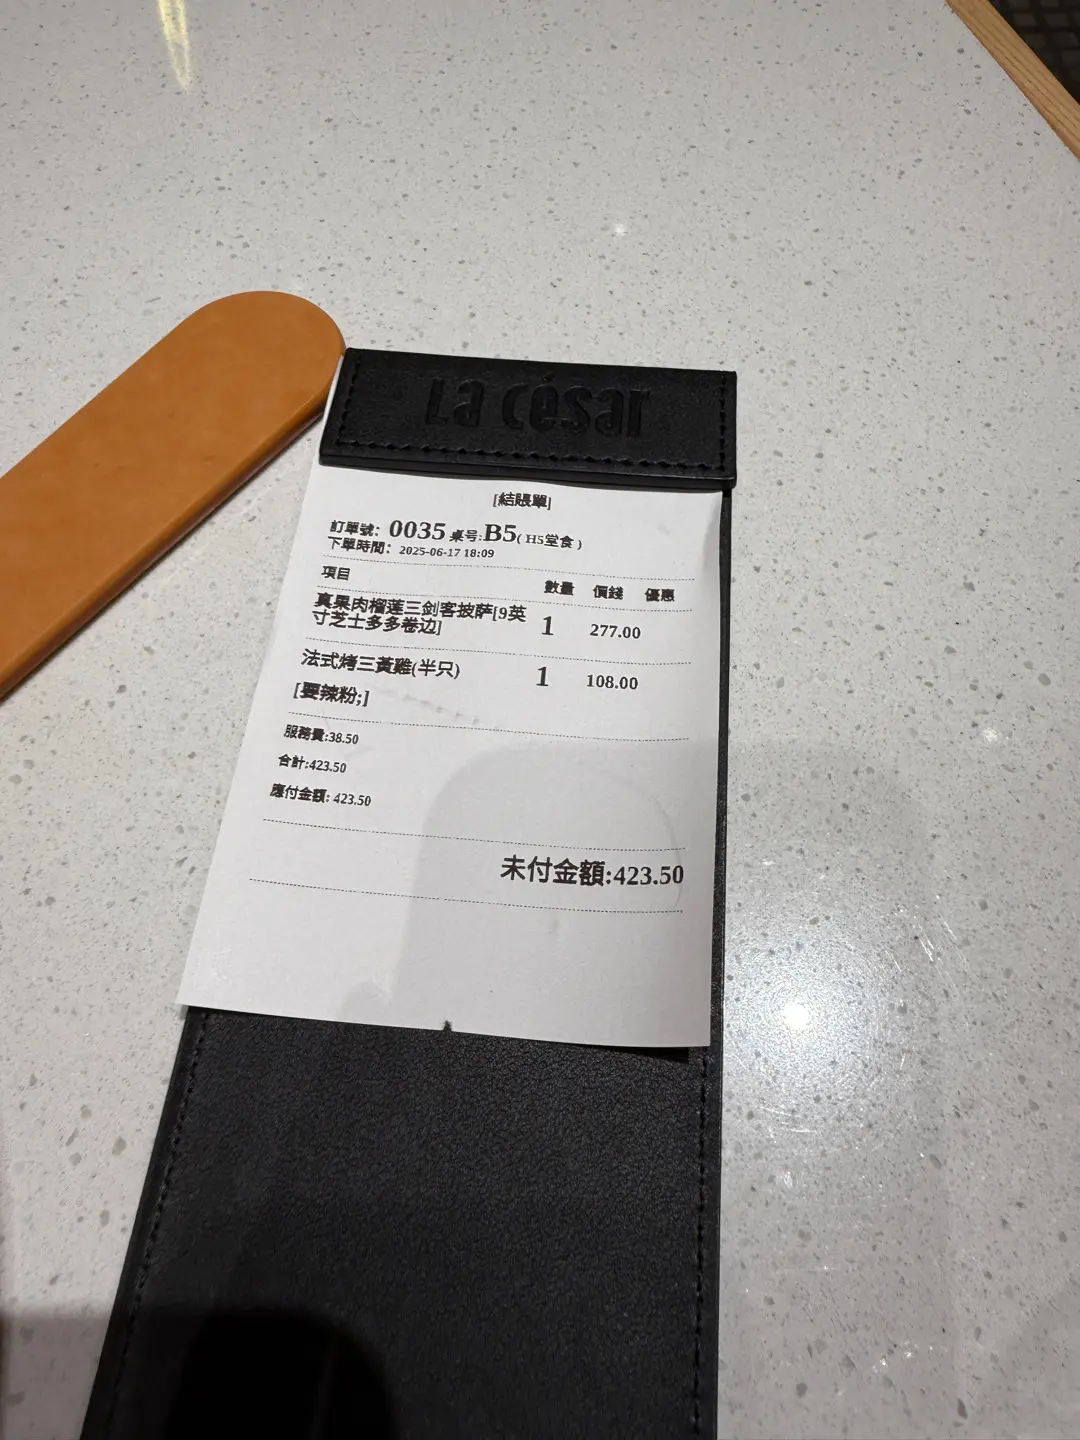 La César
[結賬單]
訂單號：0035 桌号:B5( H5堂食 )
下單時間：2025-06-17 18:09
項目 數量 價錢 優惠
真果肉榴莲三剑客披萨[9英寸芝士多多卷边] 1 277.00
法式烤三黃雞(半只) 1 108.00
[要辣粉;]
服務費:38.50
合計:423.50
應付金額: 423.50
未付金額:423.50